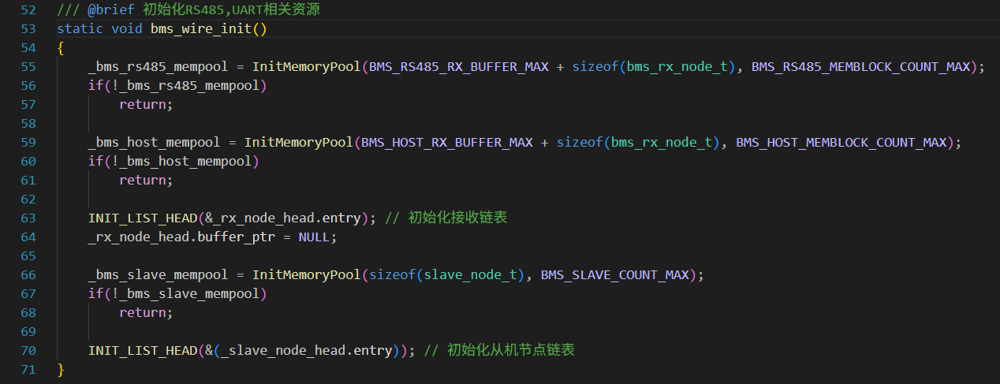 52 /// @brief 初始化RS485,UART相关资源
53 static void bms_wire_init()
54 {
55 _bms_rs485_mempool = InitMemoryPool(BMS_RS485_RX_BUFFER_MAX + sizeof(bms_rx_node_t), BMS_RS485_MEMBLOCK_COUNT_MAX);
56 if(!_bms_rs485_mempool)
57 return;
58
59 _bms_host_mempool = InitMemoryPool(BMS_HOST_RX_BUFFER_MAX + sizeof(bms_rx_node_t), BMS_HOST_MEMBLOCK_COUNT_MAX);
60 if(!_bms_host_mempool)
61 return;
62
63 INIT_LIST_HEAD(&_rx_node_head.entry); // 初始化接收链表
64 _rx_node_head.buffer_ptr = NULL;
65
66 _bms_slave_mempool = InitMemoryPool(sizeof(slave_node_t), BMS_SLAVE_COUNT_MAX);
67 if(!_bms_slave_mempool)
68 return;
69
70 INIT_LIST_HEAD(&(_slave_node_head.entry)); // 初始化从机节点链表
71 }